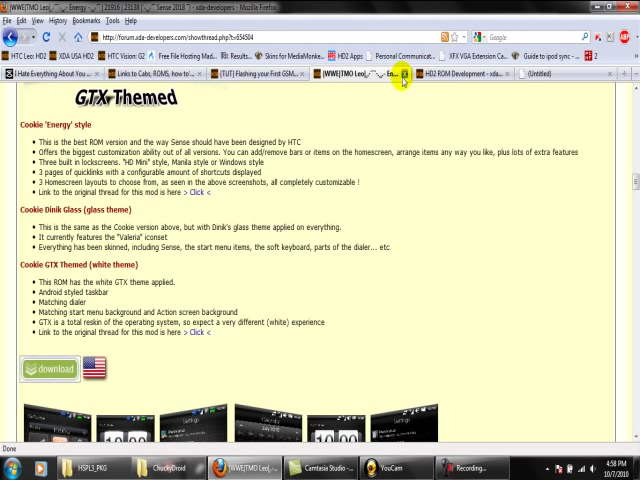 [WWE|TMO Leo|,-⌒-,- Energy -,-⌒-,-| 21916 | 23138 | -,-⌒-,- Sense 2018⌒] - xda-developers - Mozilla Firefox
File Edit View History Bookmarks Tools Help
http://forum.xda-developers.com/showthread.php?t=654504
Google
HTC Leo: HD2 XDA USA HD2 HTC Vision: G2 Free File Hosting Mad... Results... Skins for MediaMonke... HD2 Apps Personal Communicat... XFX VGA Extension Ca... Guide to ipod sync - ... 2
I Hate Everything About You ... Links to Cabs, ROMS, how to'... [TUT] Flashing your First GSM... HD2 ROM Development - xda... (Untitled)
GTX Themed
Cookie 'Energy' style
• This is the best ROM version and the way Sense should have been designed by HTC
• Offers the biggest customization ability out of all versions. You can add/remove bars or items on the homescreen, arrange items any way you like, plus lots of extra features
• Three built in lockscreens. "HD Mini" style, Manila style or Windows style
• 3 pages of quicklinks with a configurable amount of shortcuts displayed
• 3 Homescreen layouts to choose from, as seen in the above screenshots, all completely customizable !
• Link to the original thread for this mod is here > Click <
Cookie Dinik Glass (glass theme)
• This is the same as the Cookie version above, but with Dinik's glass theme applied on everything.
• It currently features the "Valeria" iconset
• Everything has been skinned, including Sense, the start menu items, the soft keyboard, parts of the dialer... etc
Cookie GTX Themed (white theme)
• This ROM has the white GTX theme applied.
• Android styled taskbar
• Matching dialer
• Matching start menu background and Action screen background
• GTX is a total reskin of the operating system, so expect a very different (white) experience
• Link to the original thread for this mod is here > Click <
download
Done
HSPL3_PKG ChuckyDroid Camtasia Studio - ... YouCam Recording...
4:58 PM
10/7/2010